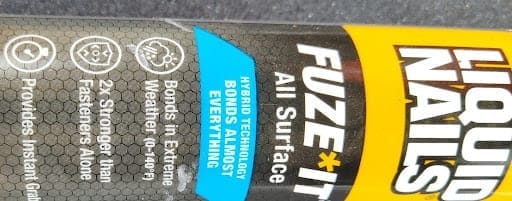 LIQUID
NAILS
FUZE*IT
All Surface
HYBRID TECHNOLOGY
BONDS ALMOST
EVERYTHING
Bonds in Extreme
Weather (0-140°F)
2x Stronger than
Fasteners Alone
Provides Instant Grab